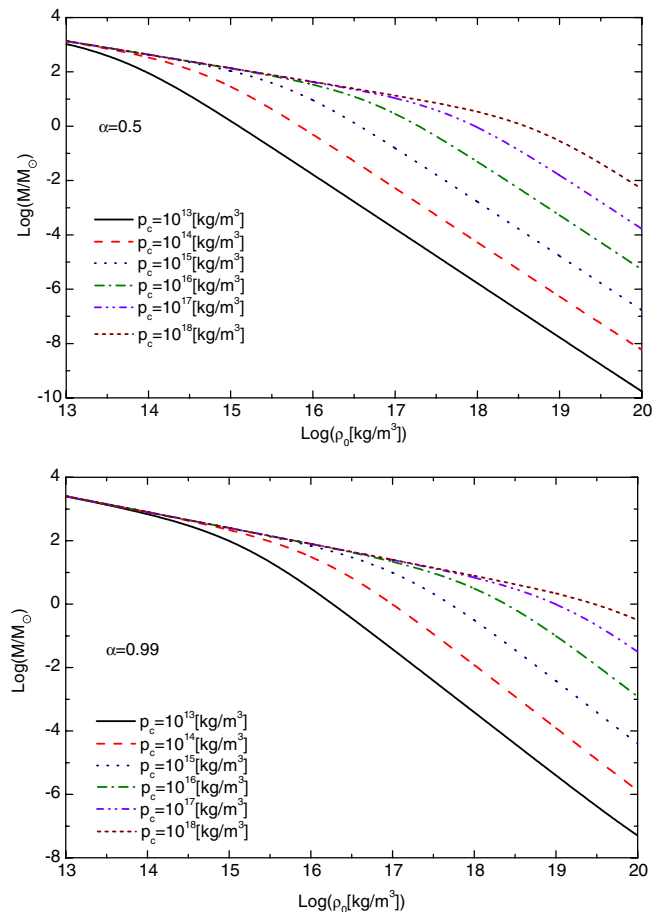 4
2
0
-2
-4
-6
-8
-10
Log(M/M☉)
α=0.5
p_c=10^13[kg/m^3]
p_c=10^14[kg/m^3]
p_c=10^15[kg/m^3]
p_c=10^16[kg/m^3]
p_c=10^17[kg/m^3]
p_c=10^18[kg/m^3]
13 14 15 16 17 18 19 20
Log(ρ_0[kg/m^3])
4
2
0
-2
-4
-6
-8
Log(M/M☉)
α=0.99
p_c=10^13[kg/m^3]
p_c=10^14[kg/m^3]
p_c=10^15[kg/m^3]
p_c=10^16[kg/m^3]
p_c=10^17[kg/m^3]
p_c=10^18[kg/m^3]
13 14 15 16 17 18 19 20
Log(ρ_0[kg/m^3])